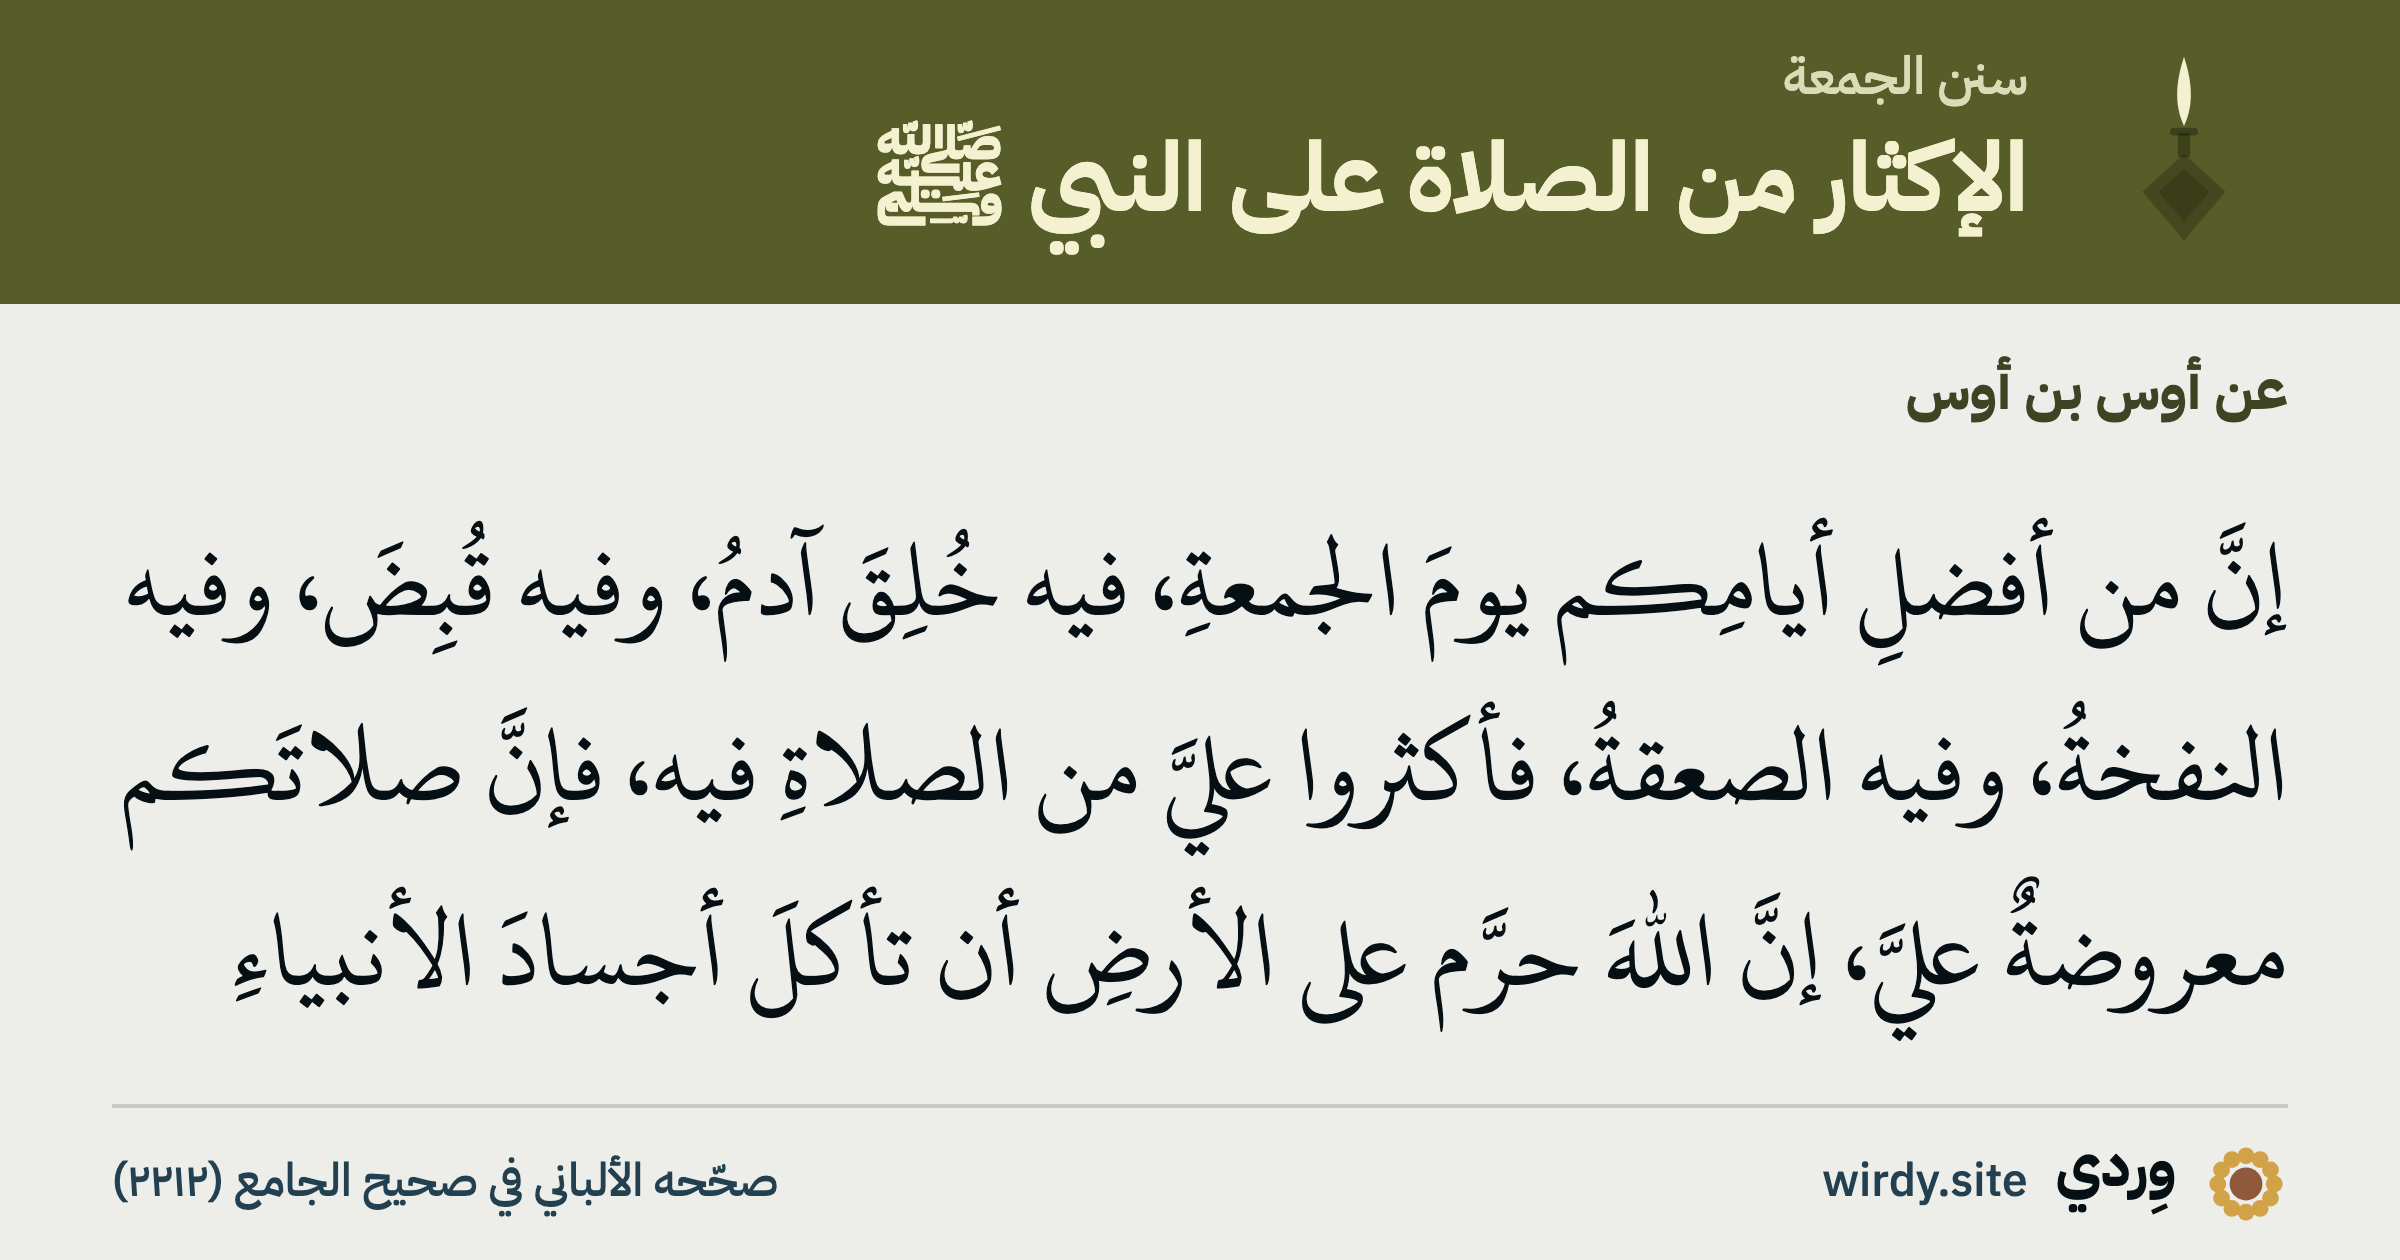 سنن الجمعة
الإكثار من الصلاة على النبي ﷺ
عن أوس بن أوس
إنَّ من أفضلِ أيامِكم يومَ الجمعةِ، فيه خُلِقَ آدمُ، وفيه قُبِضَ، وفيه
النفخةُ، وفيه الصعقةُ، فأكثروا عليَّ من الصلاةِ فيه، فإنَّ صلاتَكم
معروضةٌ عليَّ، إنَّ اللهَ حرَّم على الأرضِ أن تأكلَ أجسادَ الأنبياءِ
وِردي wirdy.site
صحّحه الألباني في صحيح الجامع (٢٢١٢)